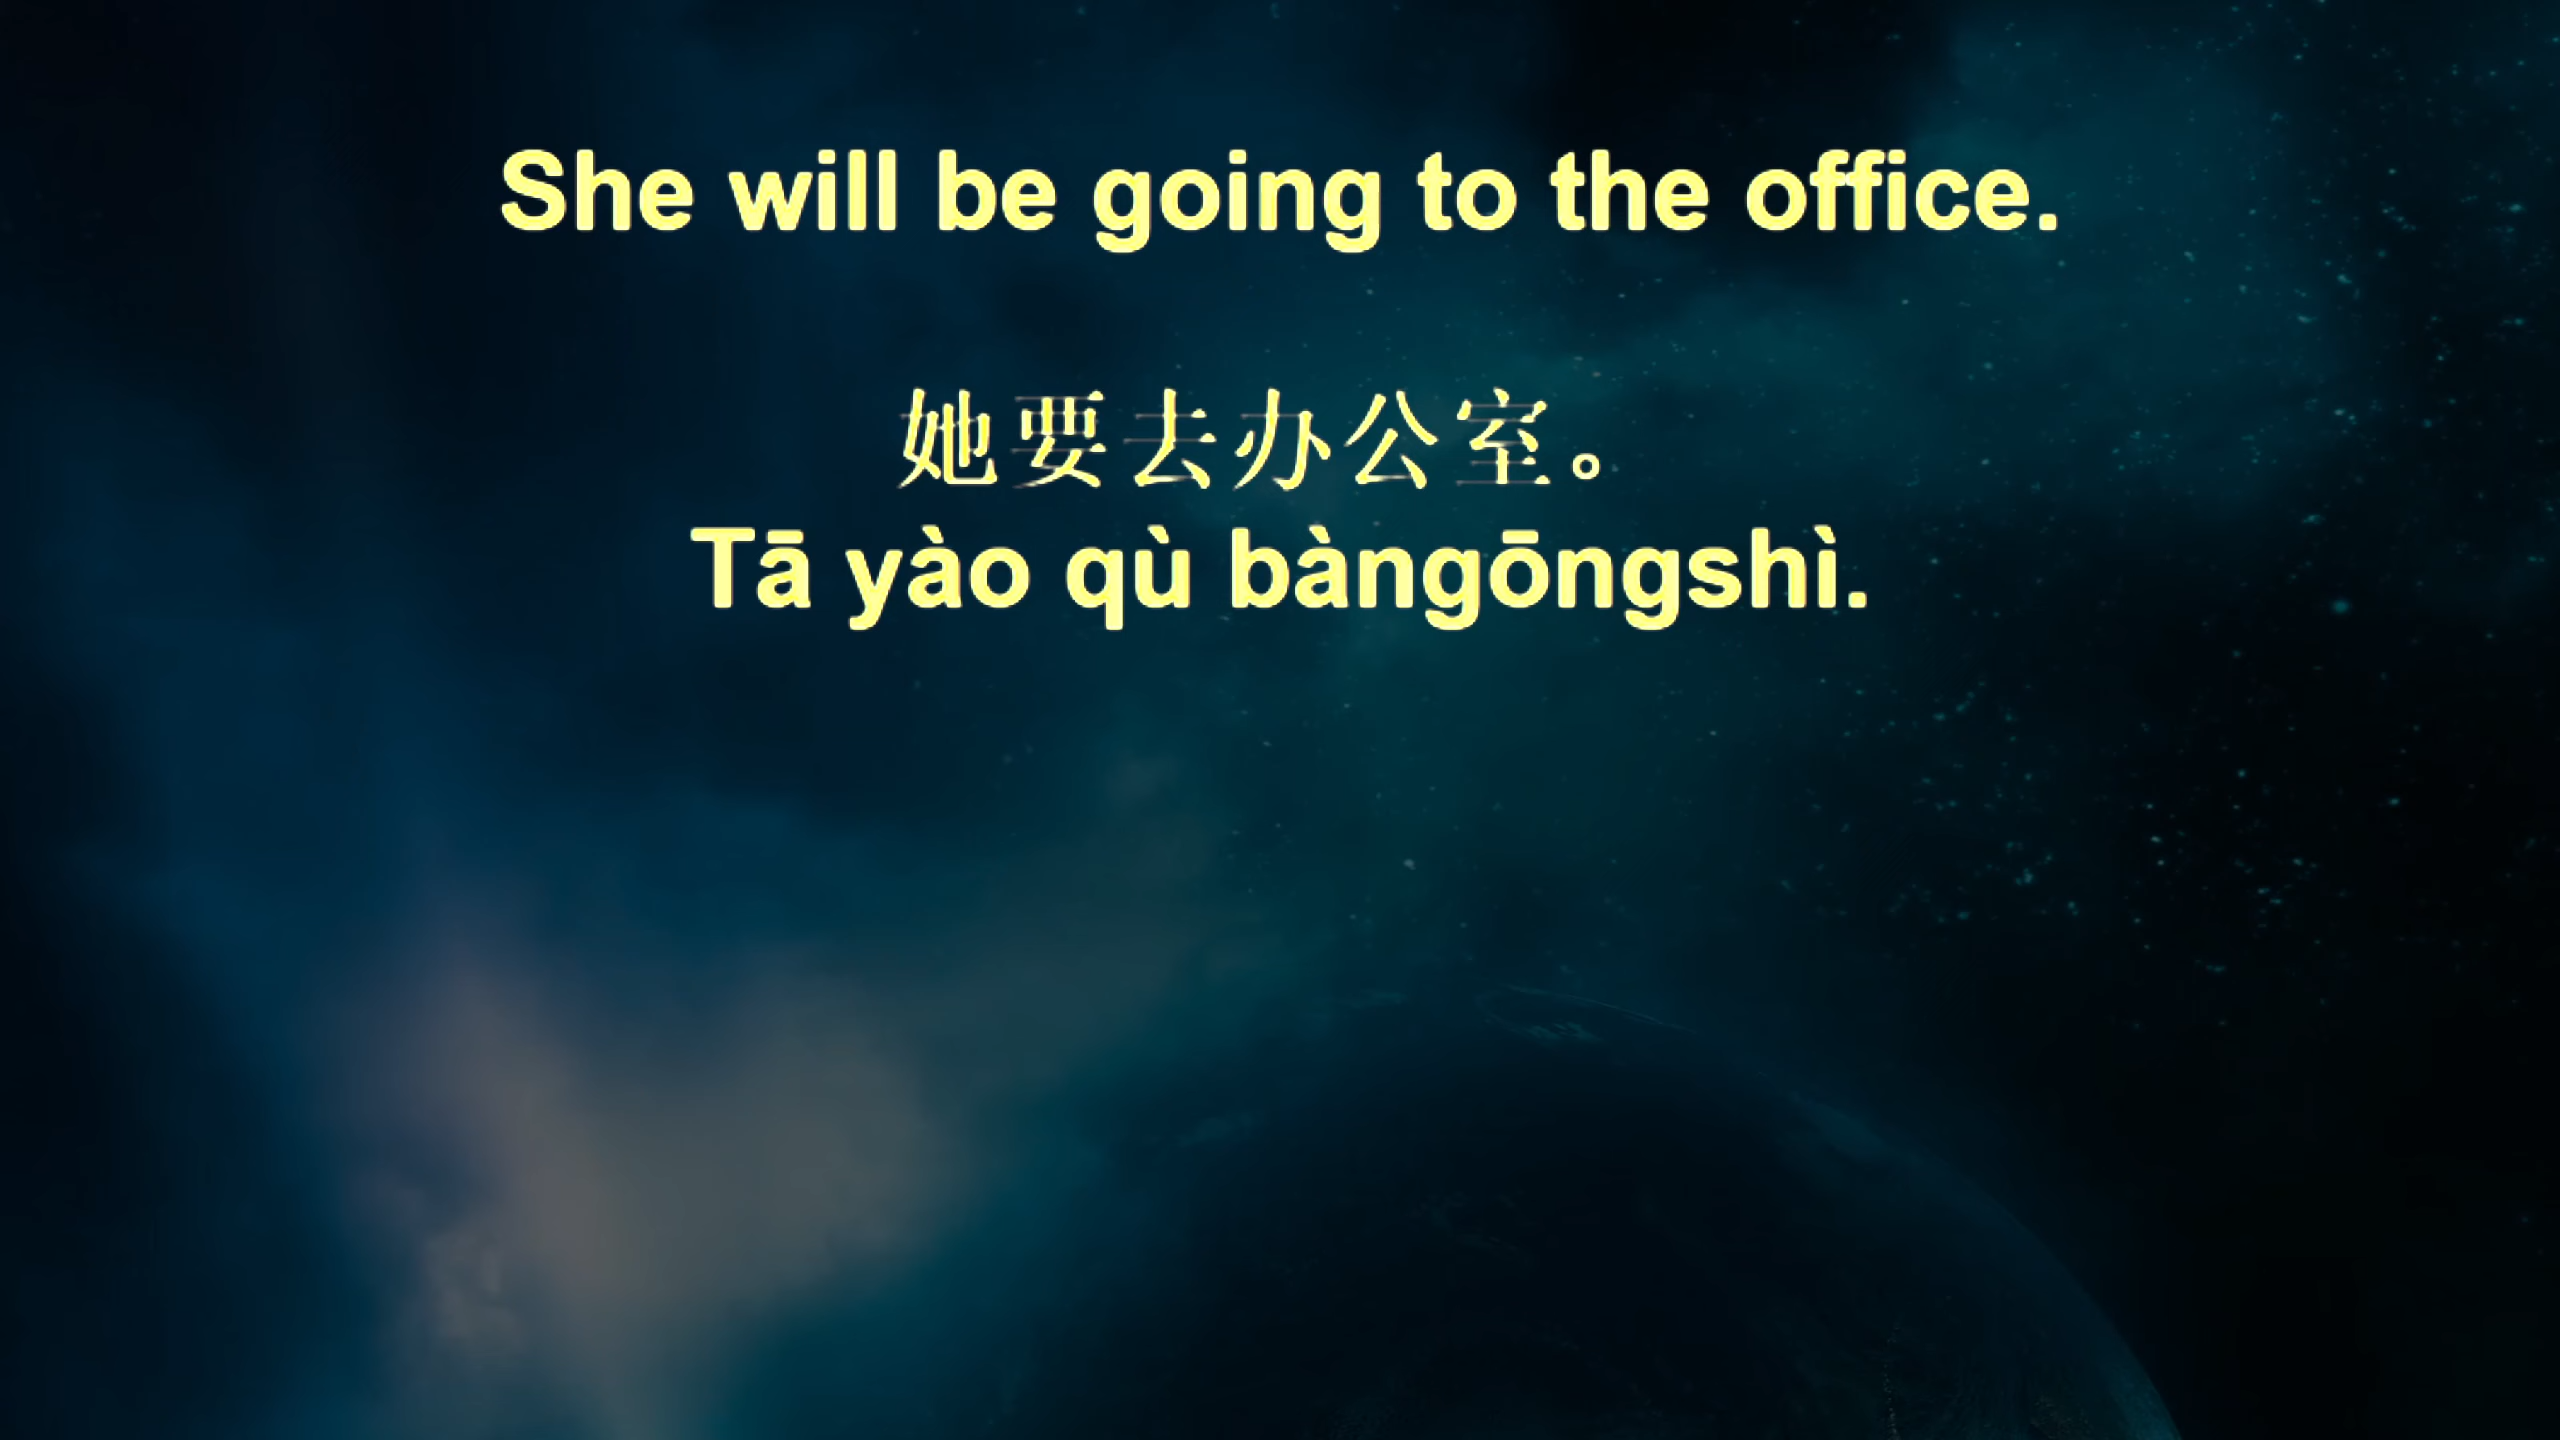 She will be going to the office.
她要去办公室。
Tā yào qù bàngōngshì.